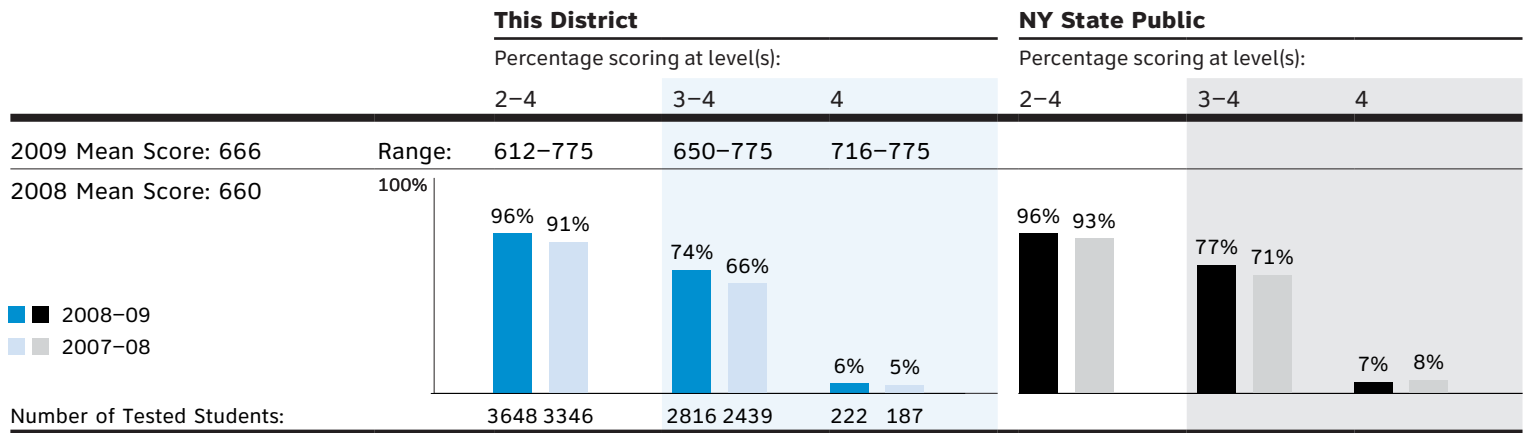 This District NY State Public
Percentage scoring at level(s): Percentage scoring at level(s):
2–4 3–4 4 2–4 3–4 4
2009 Mean Score: 666 Range: 612–775 650–775 716–775
2008 Mean Score: 660 100%
96% 91% 74% 66% 6% 5% 96% 93% 77% 71% 7% 8%
2008–09
2007–08
Number of Tested Students: 3648 3346 2816 2439 222 187